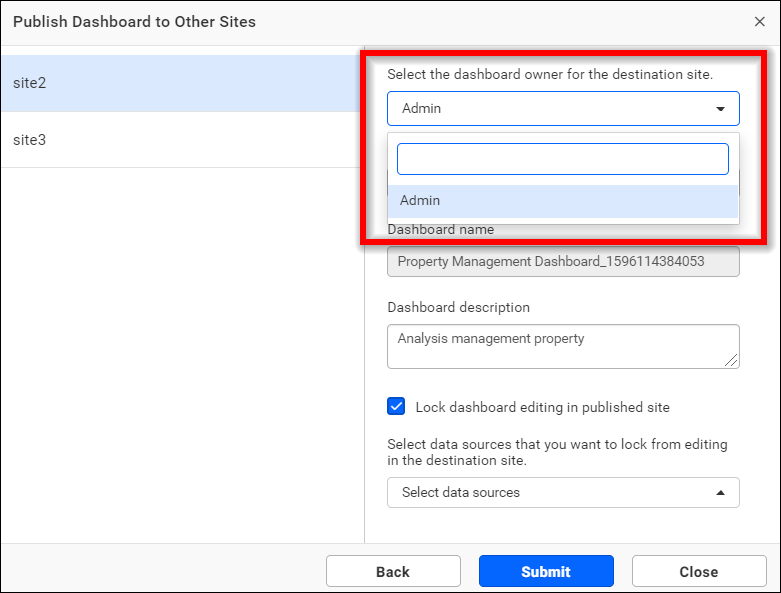 Publish Dashboard to Other Sites
site2
site3
Select the dashboard owner for the destination site.
Admin
Admin
Dashboard name
Property Management Dashboard_1596114384053
Dashboard description
Analysis management property
Lock dashboard editing in published site
Select data sources that you want to lock from editing
in the destination site.
Select data sources
Back
Submit
Close